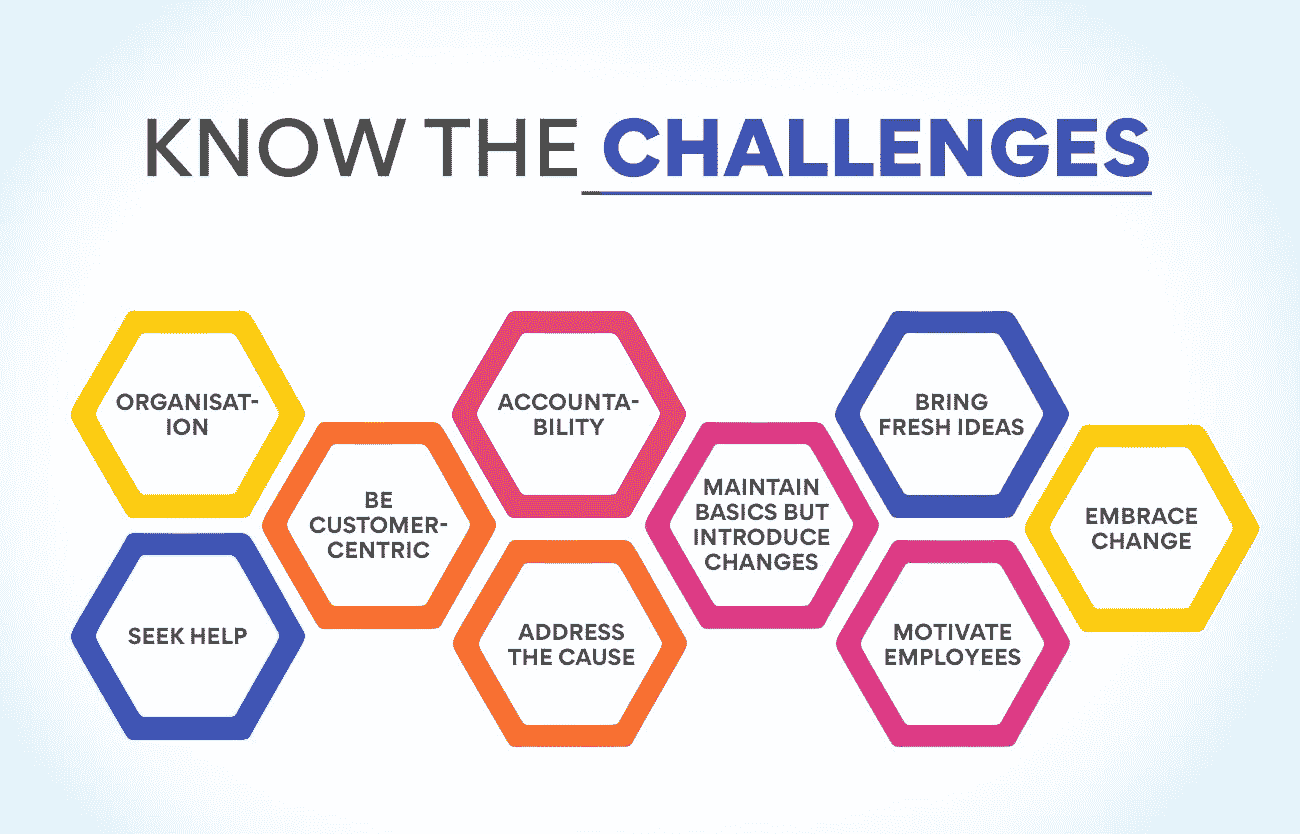 KNOW THE CHALLENGES
ORGANISAT-
ION
SEEK HELP
BE
CUSTOMER-
CENTRIC
ACCOUNTA-
BILITY
ADDRESS
THE CAUSE
MAINTAIN
BASICS BUT
INTRODUCE
CHANGES
BRING
FRESH IDEAS
MOTIVATE
EMPLOYEES
EMBRACE
CHANGE